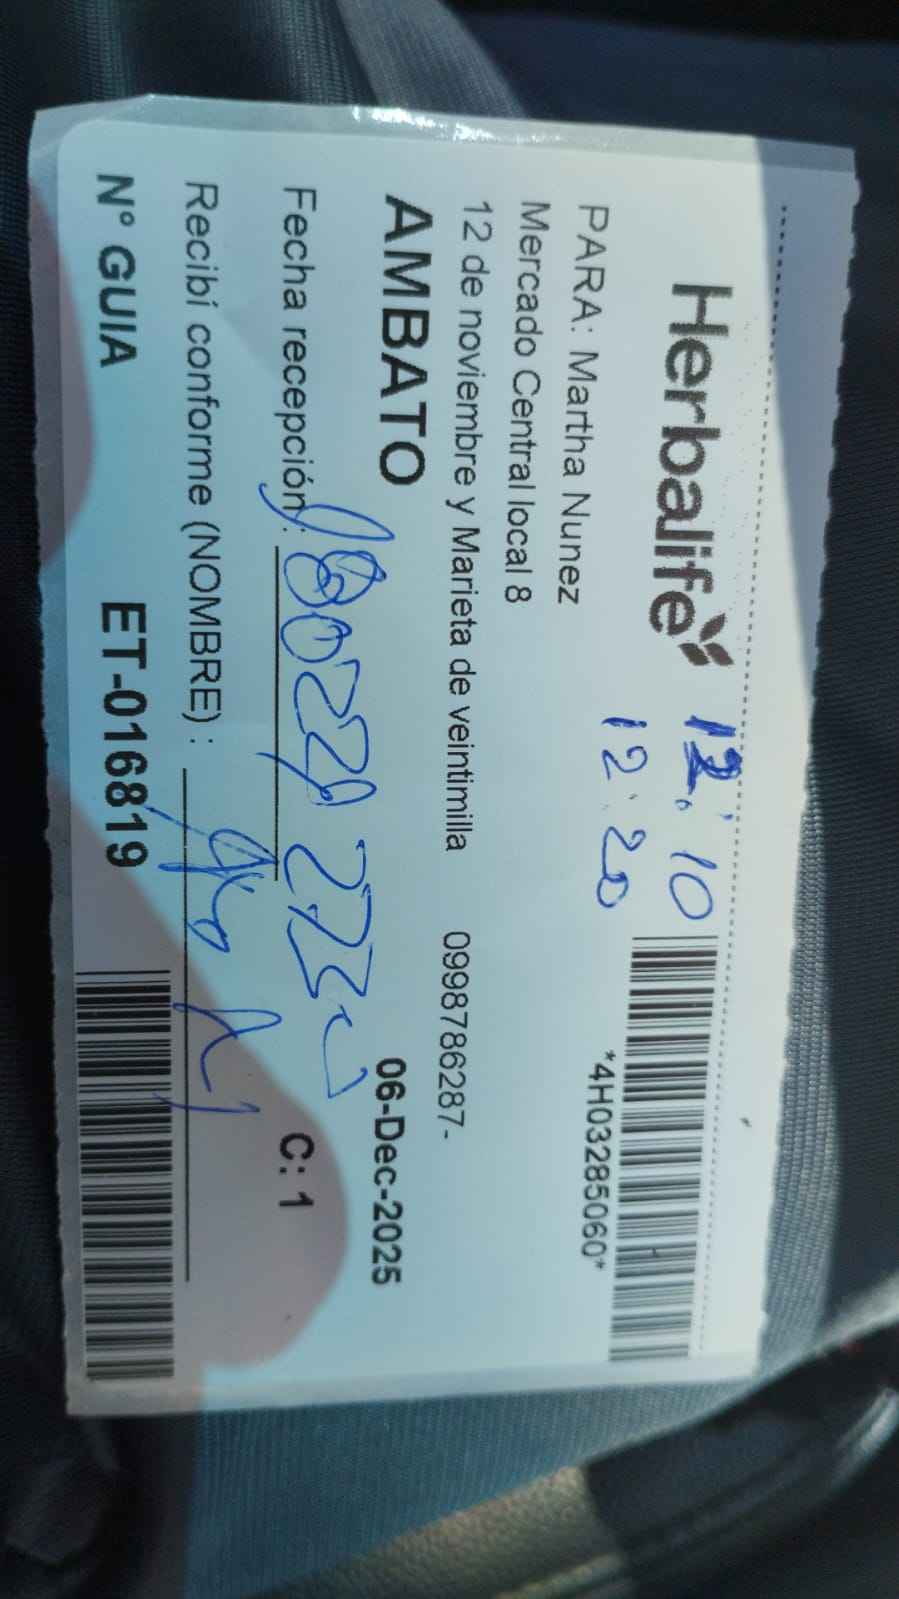 Herbalife 12:10
12:20
*4H03285060*
PARA: Martha Nunez
Mercado Central local 8
12 de noviembre y Marieta de veintimilla 0998786287-
AMBATO 06-Dec-2025
Fecha recepción: C: 1
Recibí conforme (NOMBRE) :
N° GUIA ET-016819